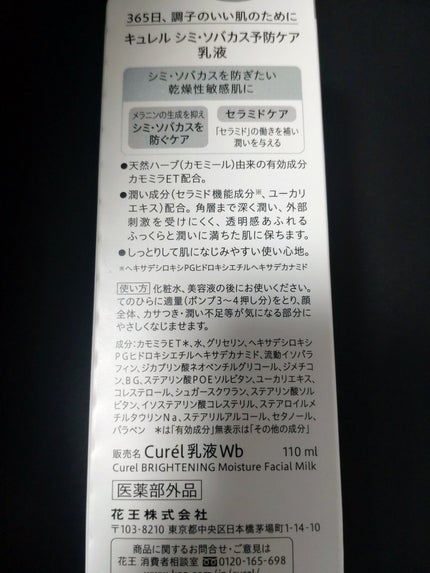 365日、調子のいい肌のために
キュレル シミ・ソバカス予防ケア
乳液
シミ・ソバカスを防ぎたい
乾燥性敏感肌に
メラニンの生成を抑え
シミ・ソバカスを
防ぐケア
セラミドケア
「セラミド」の働きを補い
潤いを与える
●天然ハーブ(カモミール)由来の有効成分
カモミラET配合。
●潤い成分(セラミド機能成分※、ユーカリ
エキス)配合。角層まで深く潤い、外部
刺激を受けにくく、透明感あふれる
ふっくらと潤いに満ちた肌に保ちます。
●しっとりして肌になじみやすい使い心地。
※ヘキサデシロキシPGヒドロキシエチルヘキサデカナミド
使い方 化粧水、美容液の後にお使いください。
てのひらに適量(ポンプ3〜4押し分)をとり、顔
全体、カサつき・潤い不足等が気になる部分に
やさしくなじませます。
成分:カモミラET*、水、グリセリン、ヘキサデシロキシ
PGヒドロキシエチルヘキサデカナミド、流動イソパラ
フィン、ジカプリン酸ネオペンチルグリコール、ジメチコ
ン、BG、ステアリン酸POEソルビタン、ユーカリエキス、
コレステロール、シュガースクワラン、ステアリン酸ソル
ビタン、イソステアリン酸コレステリル、ステアロイルメ
チルタウリンNa、ステアリルアルコール、セタノール、
パラベン *は「有効成分」無表示は「その他の成分」
販売名 Curél 乳液Wb 110 ml
Curel BRIGHTENING Moisture Facial Milk
医薬部外品
花王株式会社
〒103-8210 東京都中央区日本橋茅場町1-14-10
商品に関するお問合せ・ご意見は
花王 消費者相談室 0120-165-698